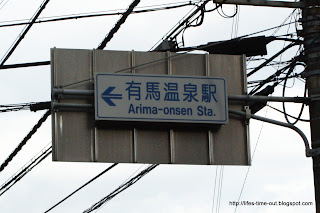 有馬温泉駅
Arima-onsen Sta.
http://lifes-time-out.blogspot.com